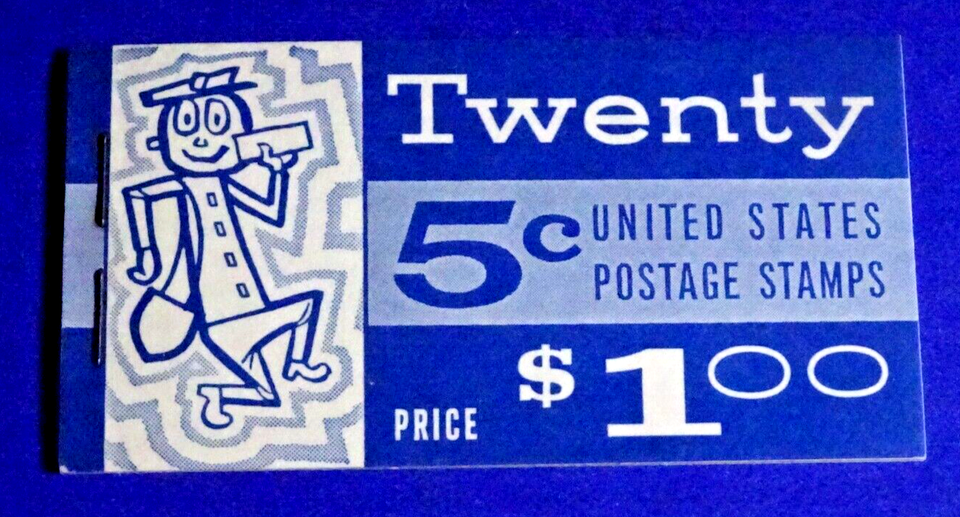 Twenty
5c UNITED STATES
POSTAGE STAMPS
PRICE $1.00